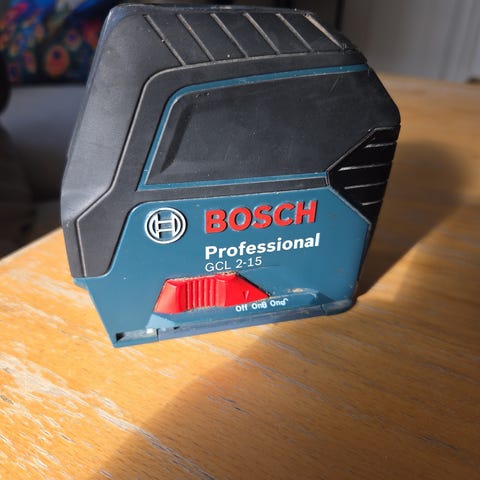 BOSCH
Professional
GCL 2-15
Off On On